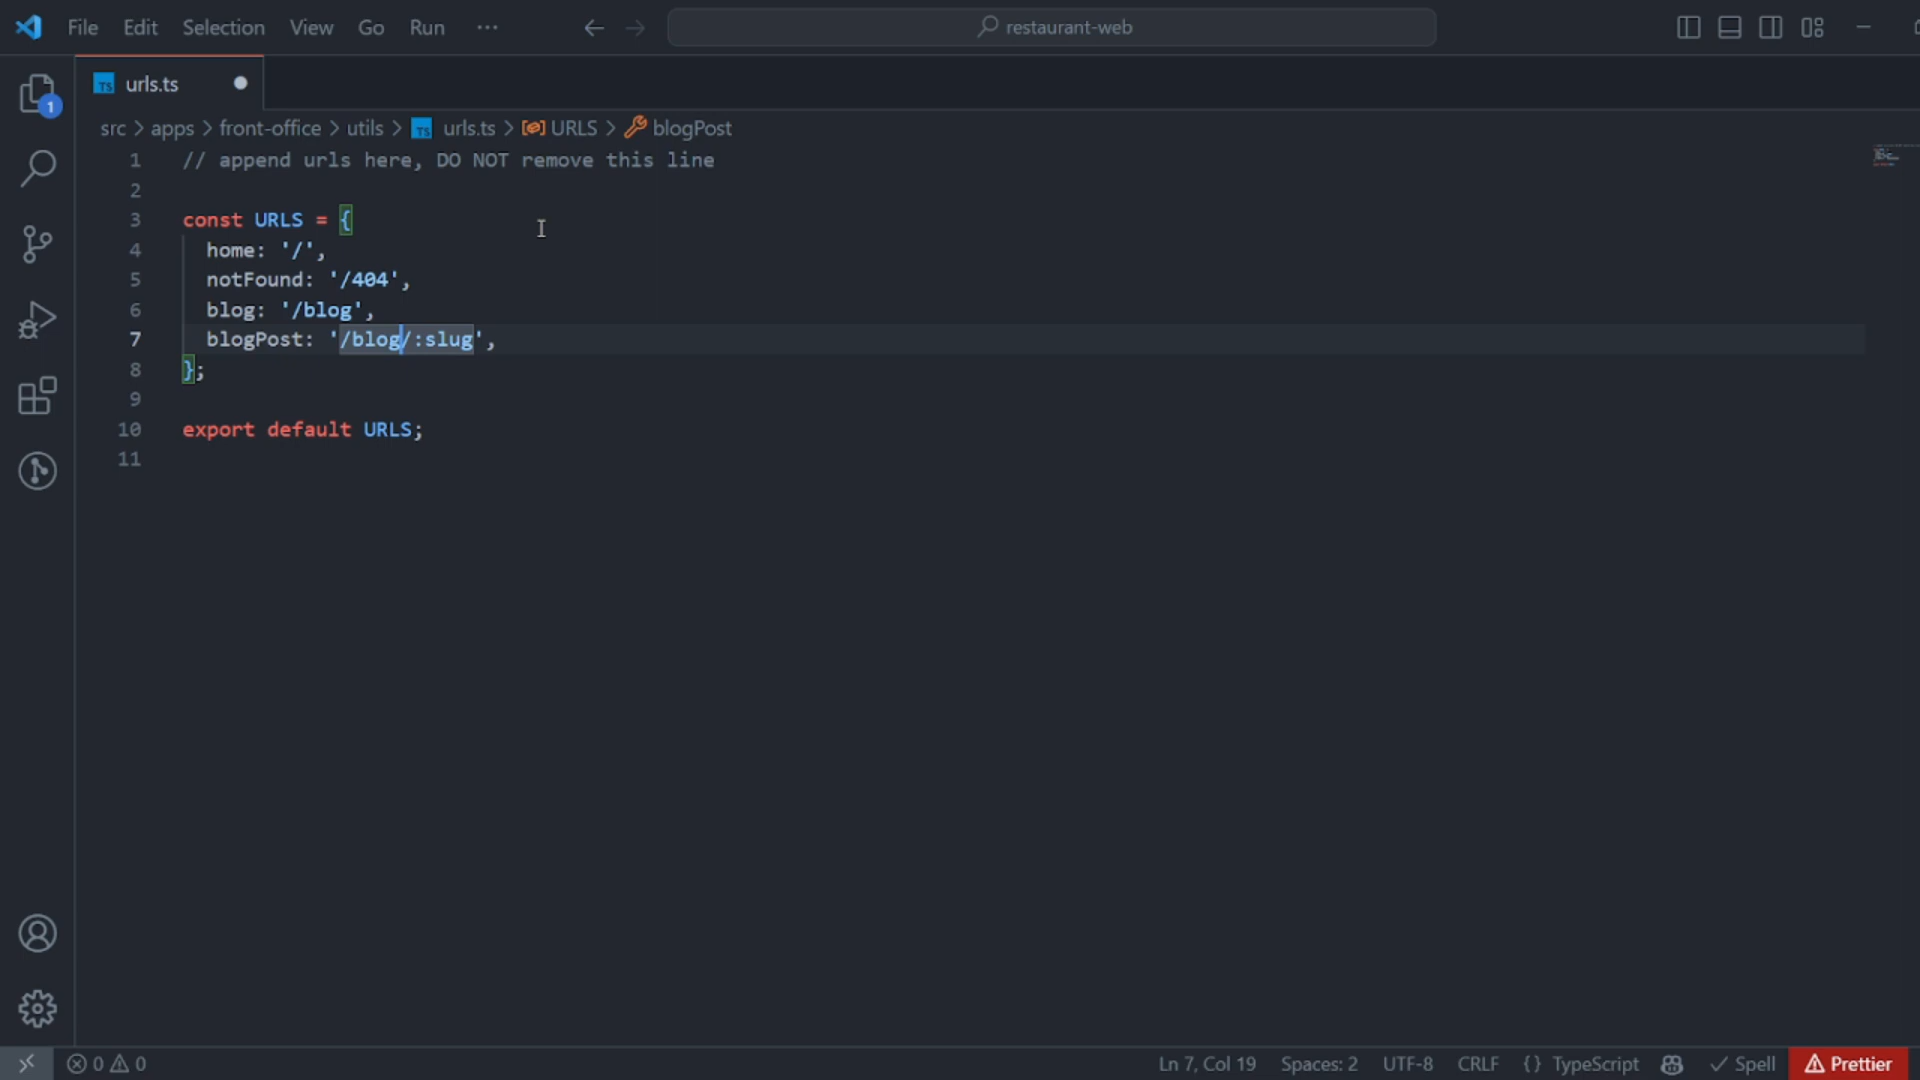 File Edit Selection View Go Run ··· restaurant-web
1
TS urls.ts
src > apps > front-office > utils > TS urls.ts > URLS > blogPost
1 // append urls here, DO NOT remove this line
2
3 const URLS = {
4 home: '/',
5 notFound: '/404',
6 blog: '/blog',
7 blogPost: '/blog/:slug',
8 };
9
10 export default URLS;
11
0 0 Ln 7, Col 19 Spaces: 2 UTF-8 CRLF {} TypeScript Spell Prettier